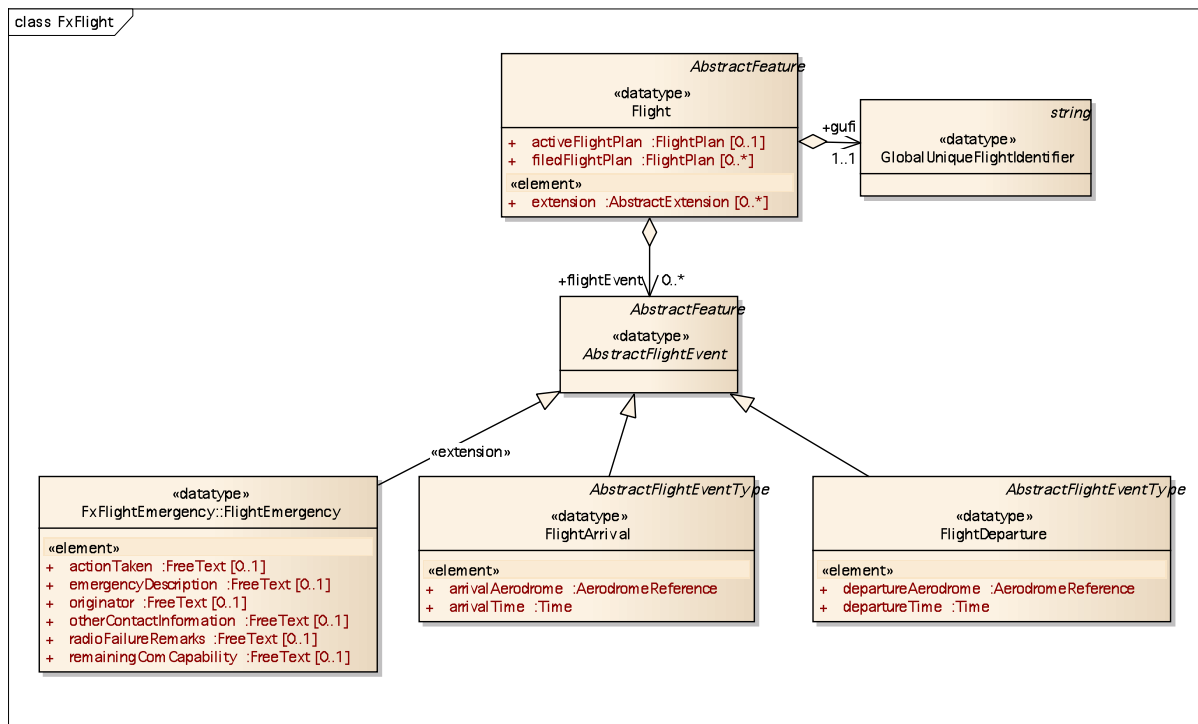 class FxFlight
AbstractFeature
«datatype»
Flight
+ activeFlightPlan :FlightPlan [0..1]
+ filedFlightPlan :FlightPlan [0..*]
«element»
+ extension :AbstractExtension [0..*]
+gufi
1..1
string
«datatype»
GlobalUniqueFlightIdentifier
+flightEvent 0..*
AbstractFeature
«datatype»
AbstractFlightEvent
«extension»
«datatype»
FxFlightEmergency::FlightEmergency
«element»
+ actionTaken :FreeText [0..1]
+ emergencyDescription :FreeText [0..1]
+ originator :FreeText [0..1]
+ otherContactInformation :FreeText [0..1]
+ radioFailureRemarks :FreeText [0..1]
+ remainingComCapability :FreeText [0..1]
AbstractFlightEventType
«datatype»
FlightArrival
«element»
+ arrivalAerodrome :AerodromeReference
+ arrivalTime :Time
AbstractFlightEventType
«datatype»
FlightDeparture
«element»
+ departureAerodrome :AerodromeReference
+ departureTime :Time